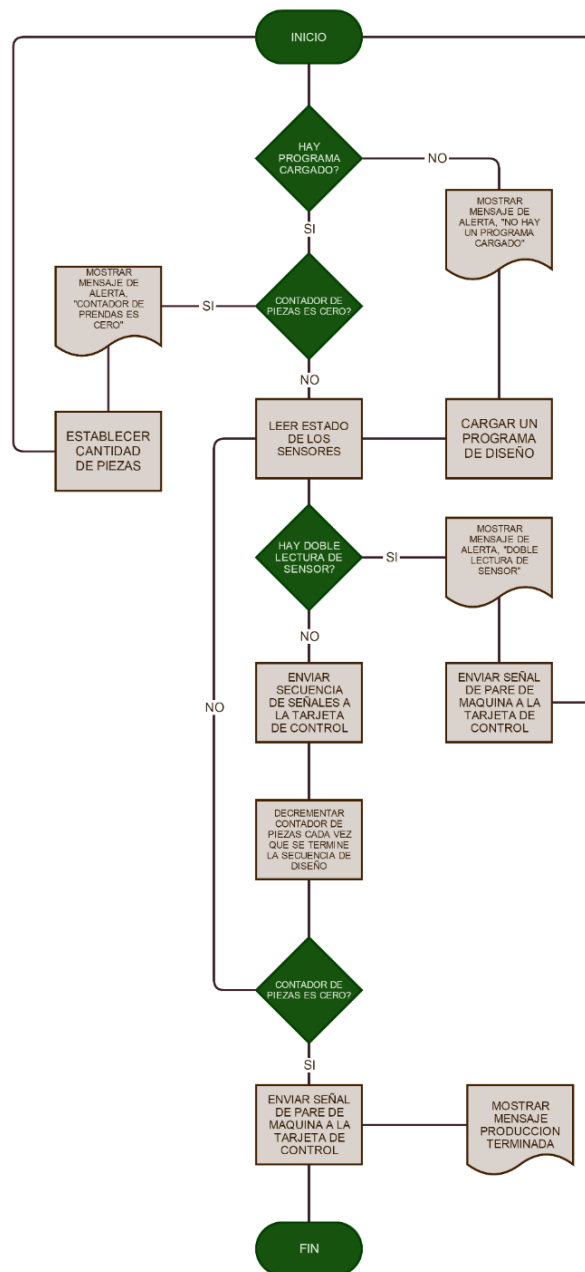 INICIO
HAY
PROGRAMA
CARGADO?
NO
MOSTRAR
MENSAJE DE
ALERTA, "NO HAY
UN PROGRAMA
CARGADO"
SI
MOSTRAR
MENSAJE DE
ALERTA,
"CONTADOR DE
PRENDAS ES
CERO"
SI
CONTADOR DE
PIEZAS ES CERO?
NO
ESTABLECER
CANTIDAD
DE PIEZAS
LEER ESTADO
DE LOS
SENSORES
CARGAR UN
PROGRAMA
DE DISEÑO
HAY DOBLE
LECTURA DE
SENSOR?
SI
MOSTRAR
MENSAJE DE
ALERTA, "DOBLE
LECTURA DE
SENSOR"
NO
ENVIAR
SECUENCIA
DE SEÑALES A
LA TARJETA
DE CONTROL
ENVIAR SEÑAL
DE PARE DE
MAQUINA A LA
TARJETA DE
CONTROL
NO
DECREMENTAR
CONTADOR DE
PIEZAS CADA VEZ
QUE SE TERMINE
LA SECUENCIA DE
DISEÑO
CONTADOR DE
PIEZAS ES CERO?
SI
ENVIAR SEÑAL
DE PARE DE
MAQUINA A LA
TARJETA DE
CONTROL
MOSTRAR
MENSAJE
PRODUCCION
TERMINADA
FIN